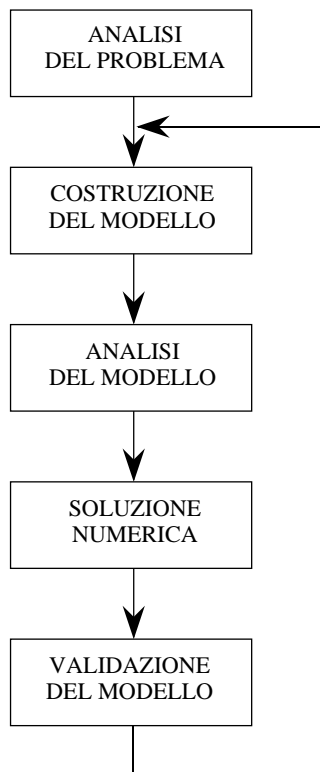 ANALISI
DEL PROBLEMA
COSTRUZIONE
DEL MODELLO
ANALISI
DEL MODELLO
SOLUZIONE
NUMERICA
VALIDAZIONE
DEL MODELLO